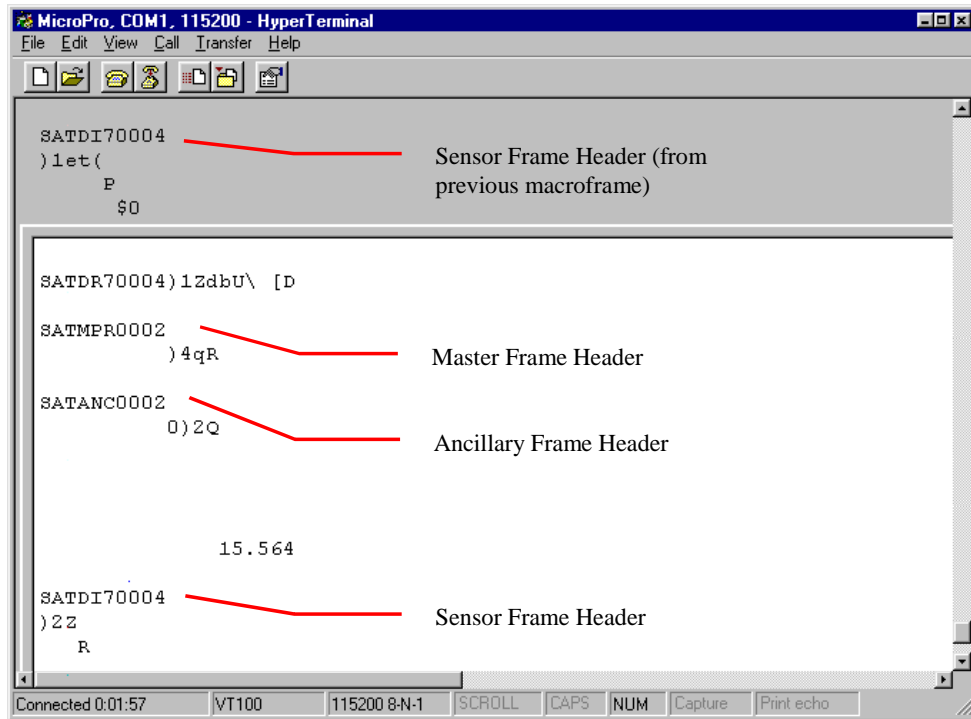 MicroPro, COM1, 115200 - HyperTerminal
File Edit View Call Transfer Help
SATDI70004
)1et(
P
$0
Sensor Frame Header (from
previous macroframe)
SATDR70004)1ZdbU\ [D
SATMPR0002
)4qR
Master Frame Header
SATANC0002
0)2Q
Ancillary Frame Header
15.564
SATDI70004
)2Z
R
Sensor Frame Header
Connected 0:01:57 VT100 115200 8-N-1 SCROLL CAPS NUM Capture Print echo